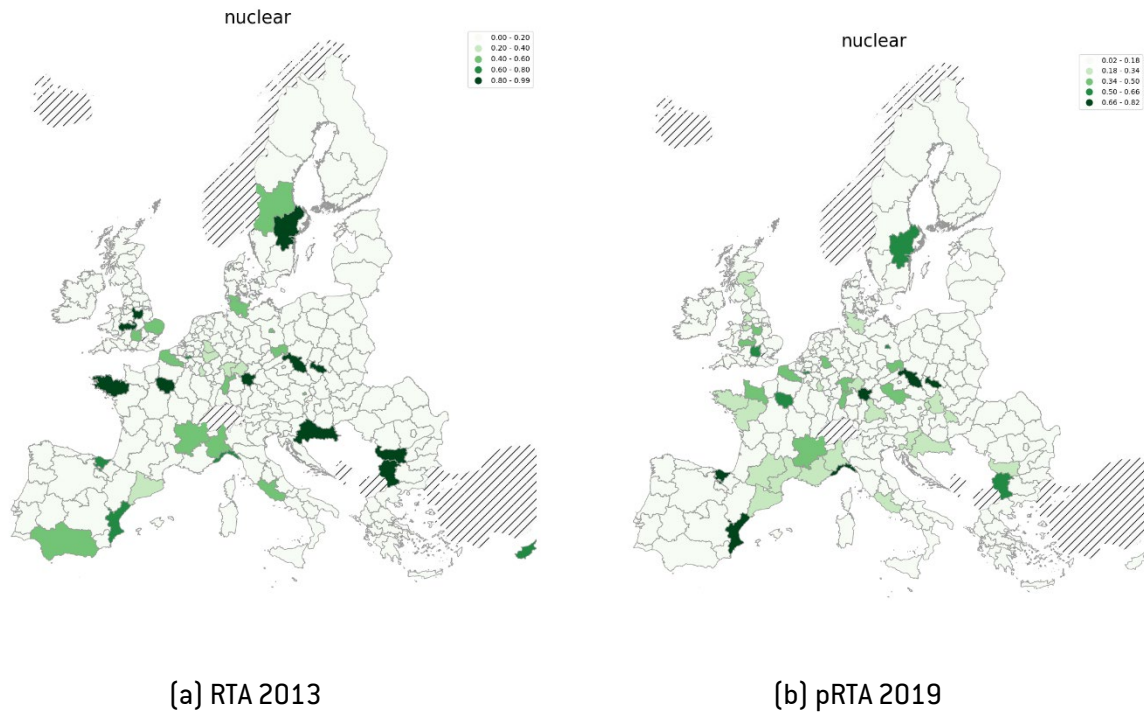 nuclear
0.00 - 0.20
0.20 - 0.40
0.40 - 0.60
0.60 - 0.80
0.80 - 0.99
nuclear
0.02 - 0.18
0.18 - 0.34
0.34 - 0.50
0.50 - 0.66
0.66 - 0.82
(a) RTA 2013
(b) pRTA 2019